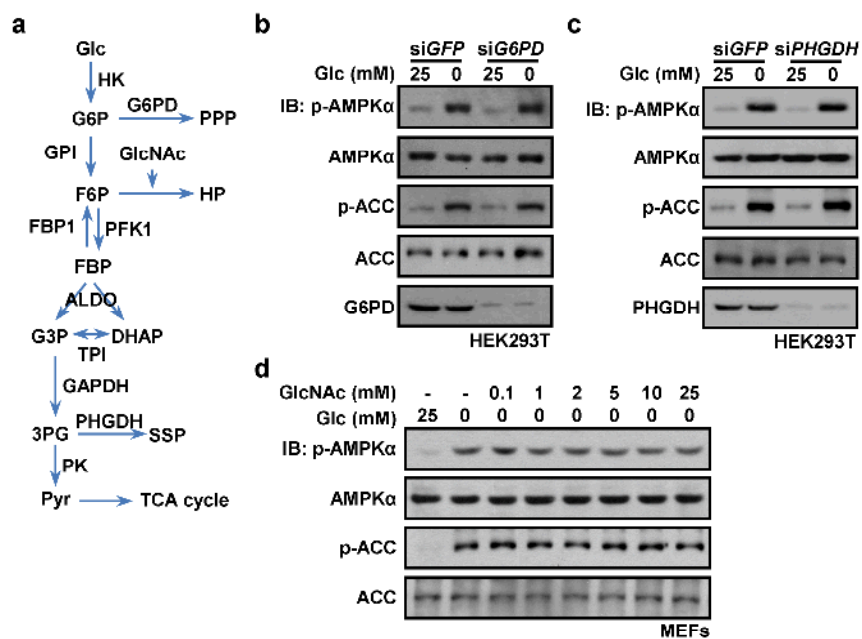 a
Glc
HK
G6P
G6PD
PPP
GPI
GlcNAc
F6P
HP
FBP1
PFK1
FBP
ALDO
G3P
DHAP
TPI
GAPDH
3PG
PHGDH
SSP
PK
Pyr
TCA cycle
b
siGFP siG6PD
Glc (mM) 25 0 25 0
IB: p-AMPKα
AMPKα
p-ACC
ACC
G6PD
HEK293T
c
siGFP siPHGDH
Glc (mM) 25 0 25 0
IB: p-AMPKα
AMPKα
p-ACC
ACC
PHGDH
HEK293T
d
GlcNAc (mM) - - 0.1 1 2 5 10 25
Glc (mM) 25 0 0 0 0 0 0 0
IB: p-AMPKα
AMPKα
p-ACC
ACC
MEFs